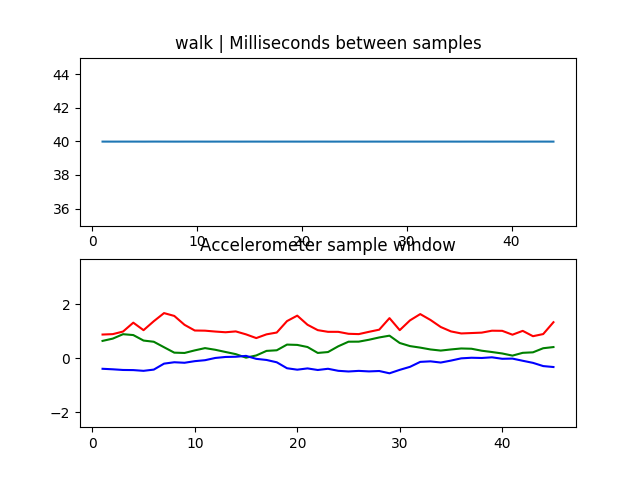 walk | Milliseconds between samples
44
42
40
38
36
0 10 20 30 40
Accelerometer sample window
2
0
−2
0 10 20 30 40